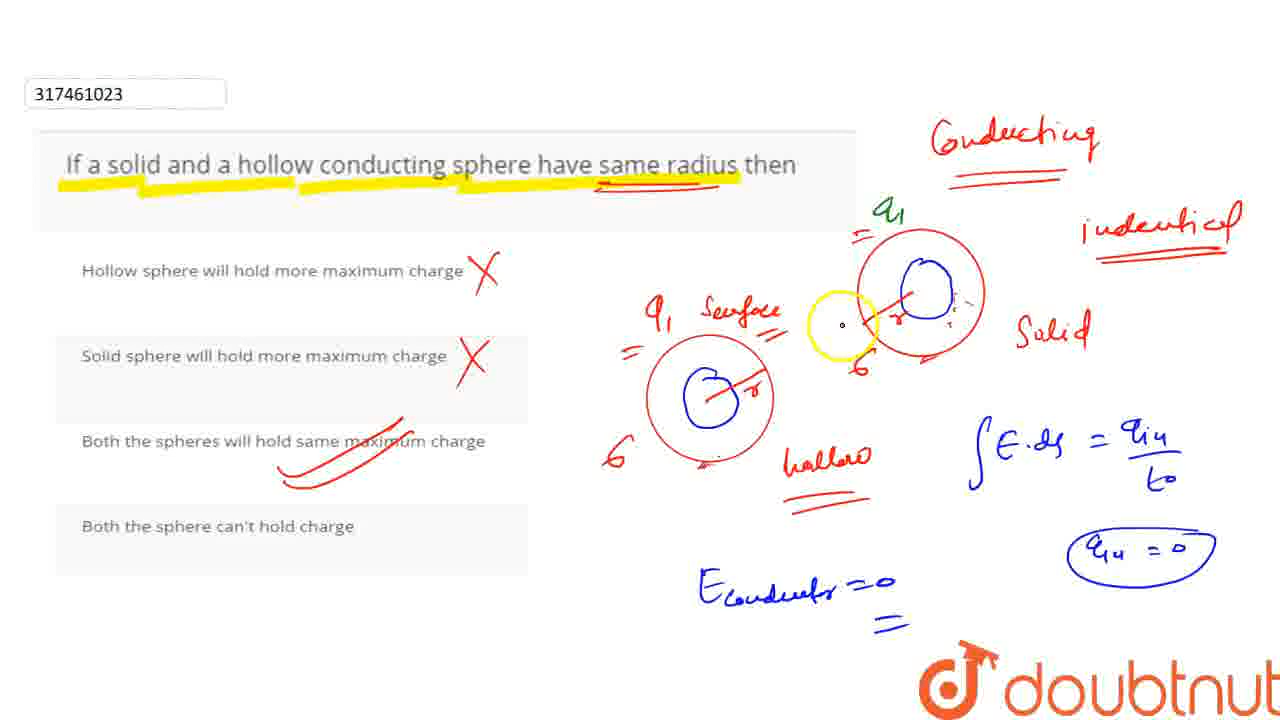 317461023
If a solid and a hollow conducting sphere have same radius then
Hollow sphere will hold more maximum charge X
Solid sphere will hold more maximum charge X
Both the spheres will hold same maximum charge
Both the sphere can't hold charge
Conducting
indentical
q1
r
σ
Solid
q1 Surface
r
σ
hollow
∫E.ds = qin/ε0
qin = 0
Econductor = 0
doubtnut